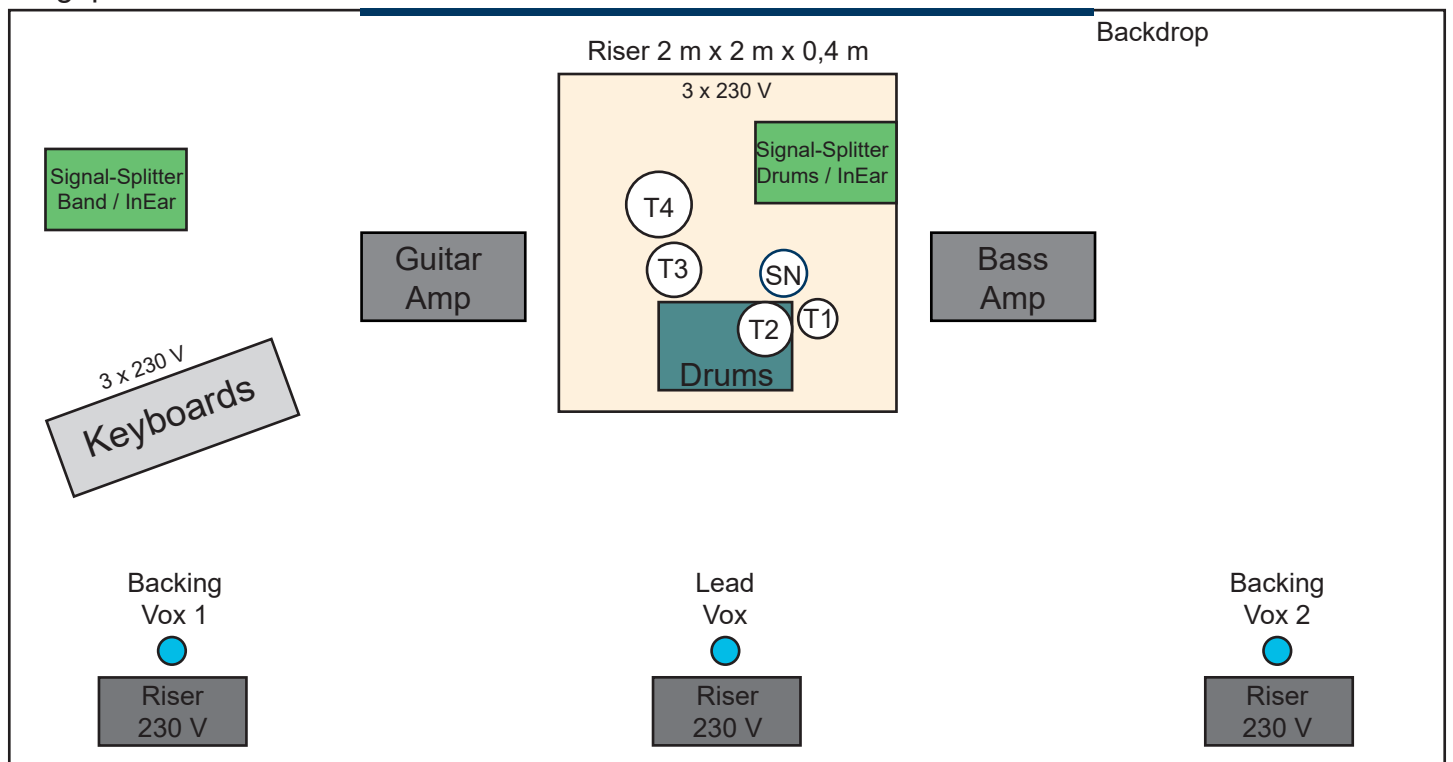 Backdrop
Riser 2 m x 2 m x 0,4 m
3 x 230 V
Signal-Splitter
Drums / InEar
Signal-Splitter
Band / InEar
T4
T3
SN
T2
T1
Drums
Guitar
Amp
Bass
Amp
3 x 230 V
Keyboards
Backing
Vox 1
Lead
Vox
Backing
Vox 2
Riser
230 V
Riser
230 V
Riser
230 V